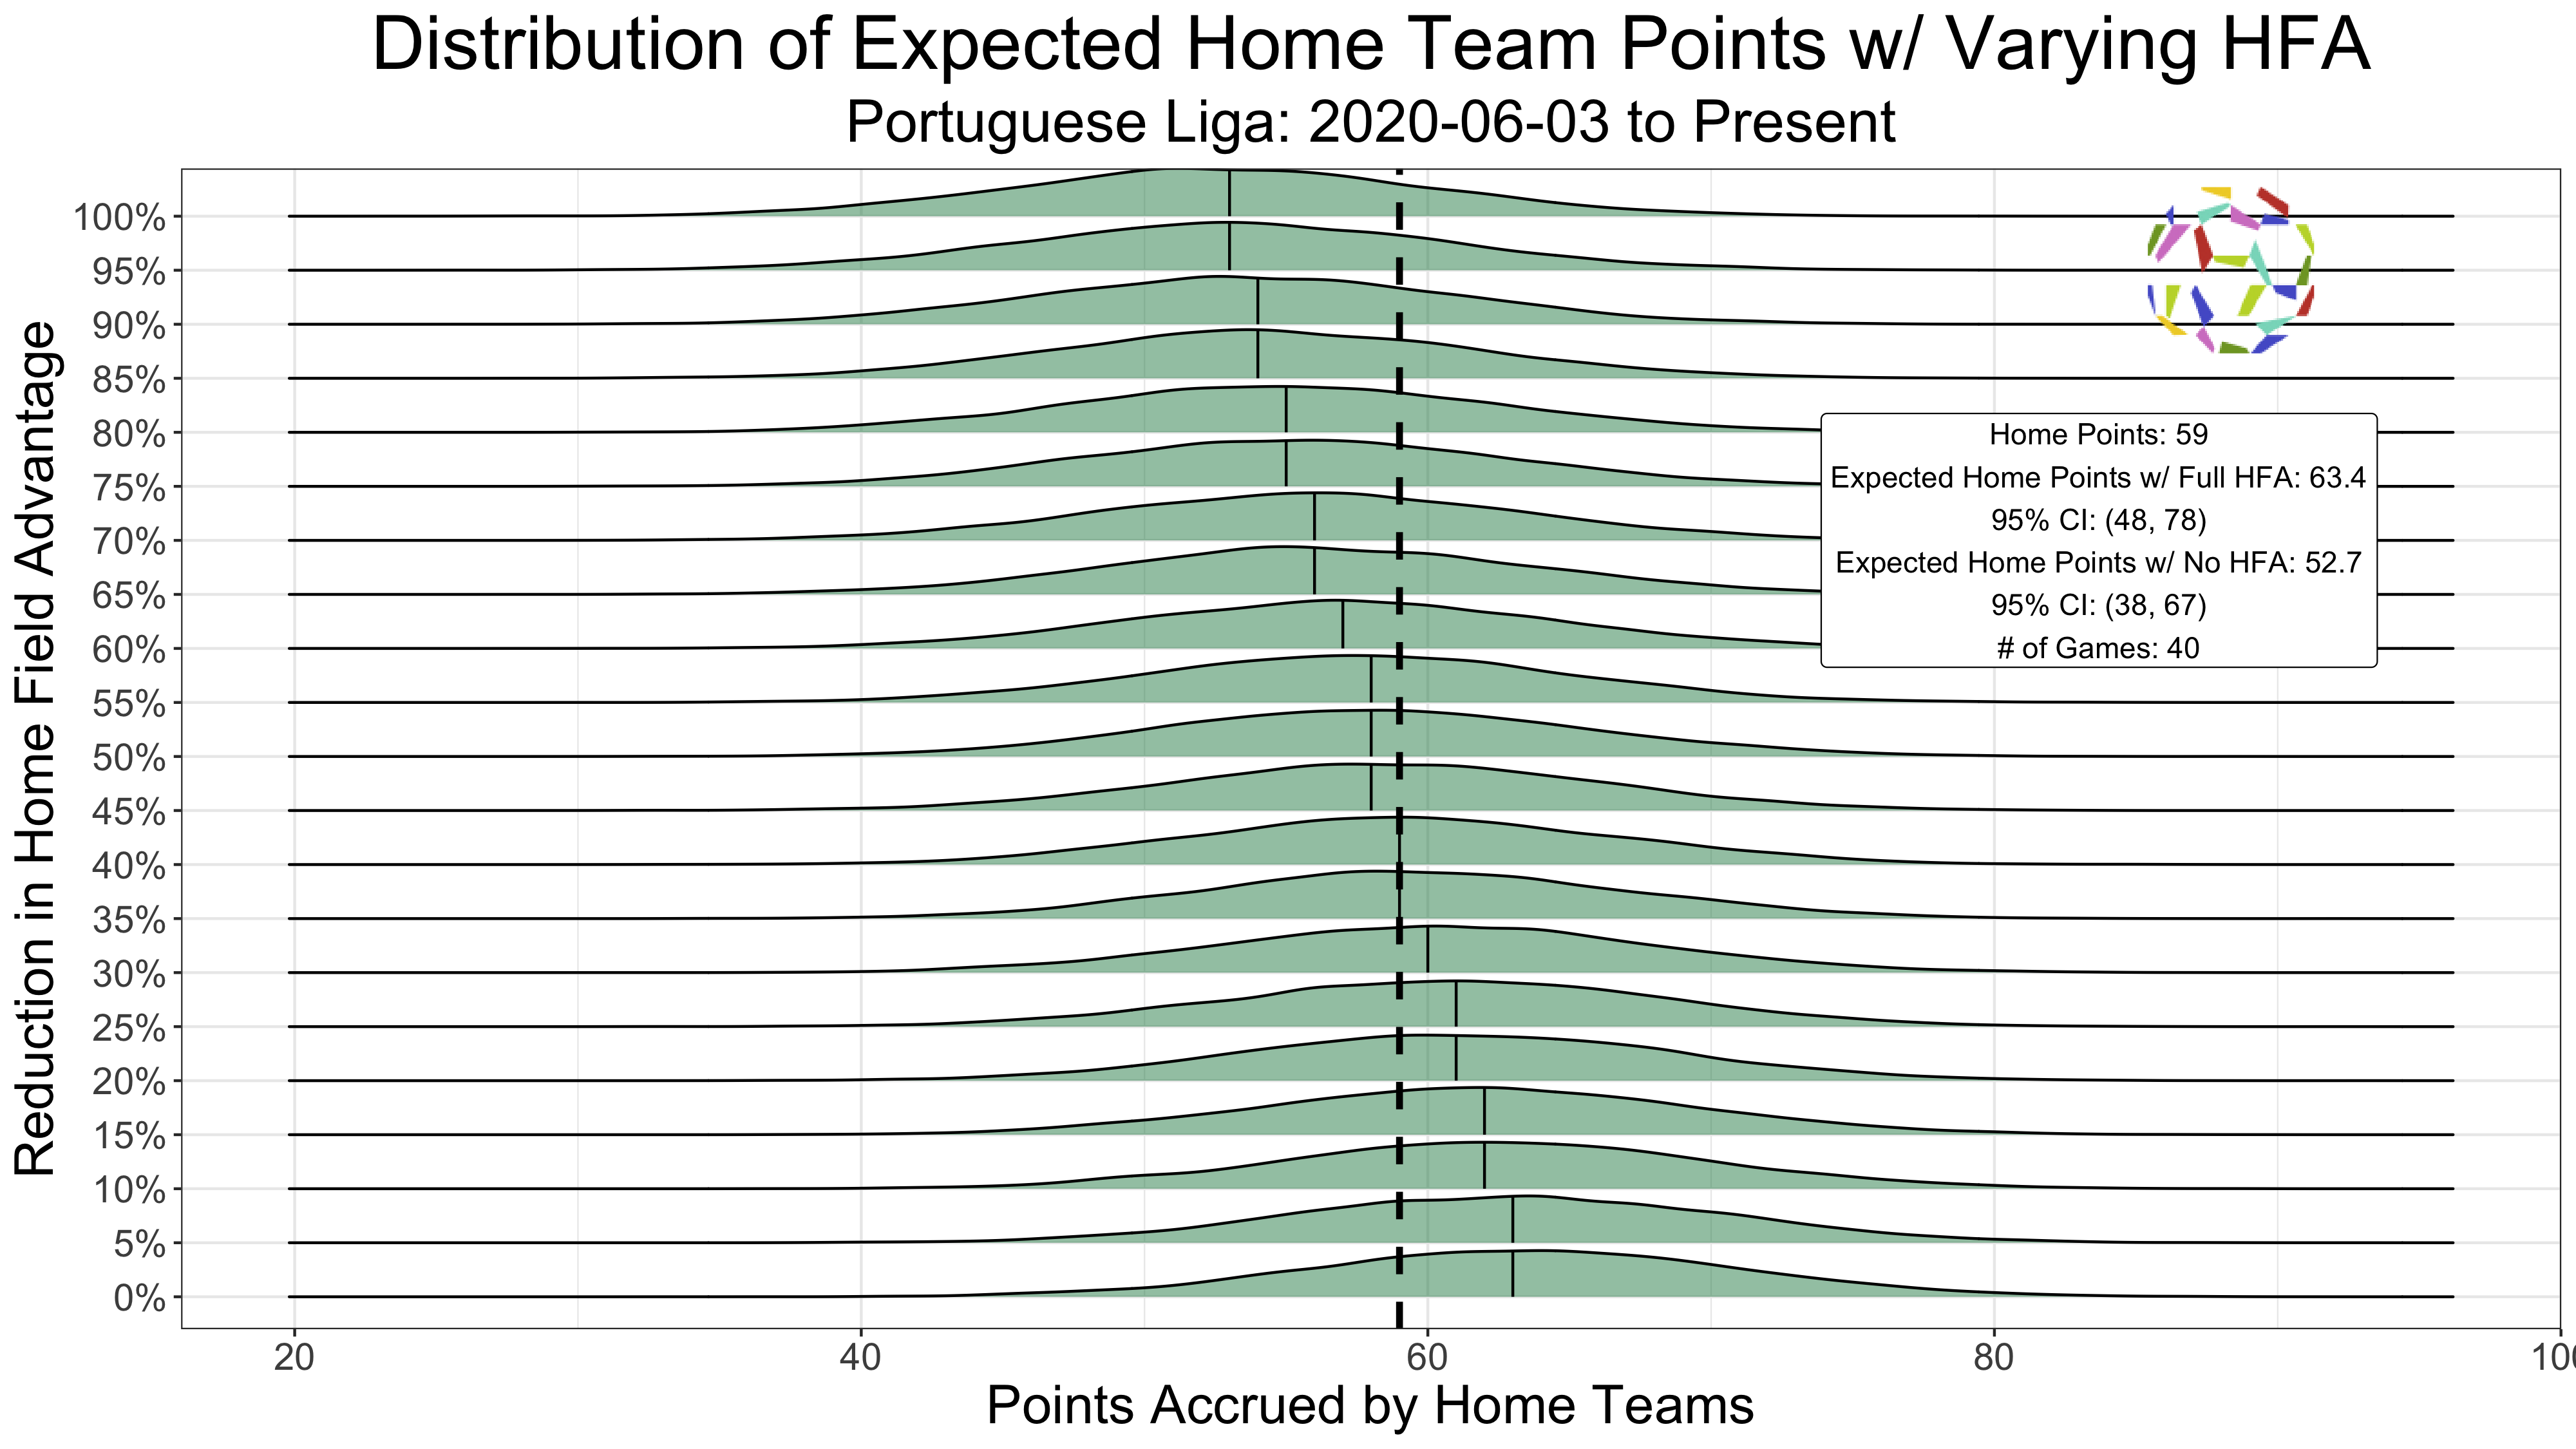 Distribution of Expected Home Team Points w/ Varying HFA
Portuguese Liga: 2020-06-03 to Present
Reduction in Home Field Advantage
100%
95%
90%
85%
80%
75%
70%
65%
60%
55%
50%
45%
40%
35%
30%
25%
20%
15%
10%
5%
0%
Home Points: 59
Expected Home Points w/ Full HFA: 63.4
95% CI: (48, 78)
Expected Home Points w/ No HFA: 52.7
95% CI: (38, 67)
# of Games: 40
20 40 60 80 100
Points Accrued by Home Teams